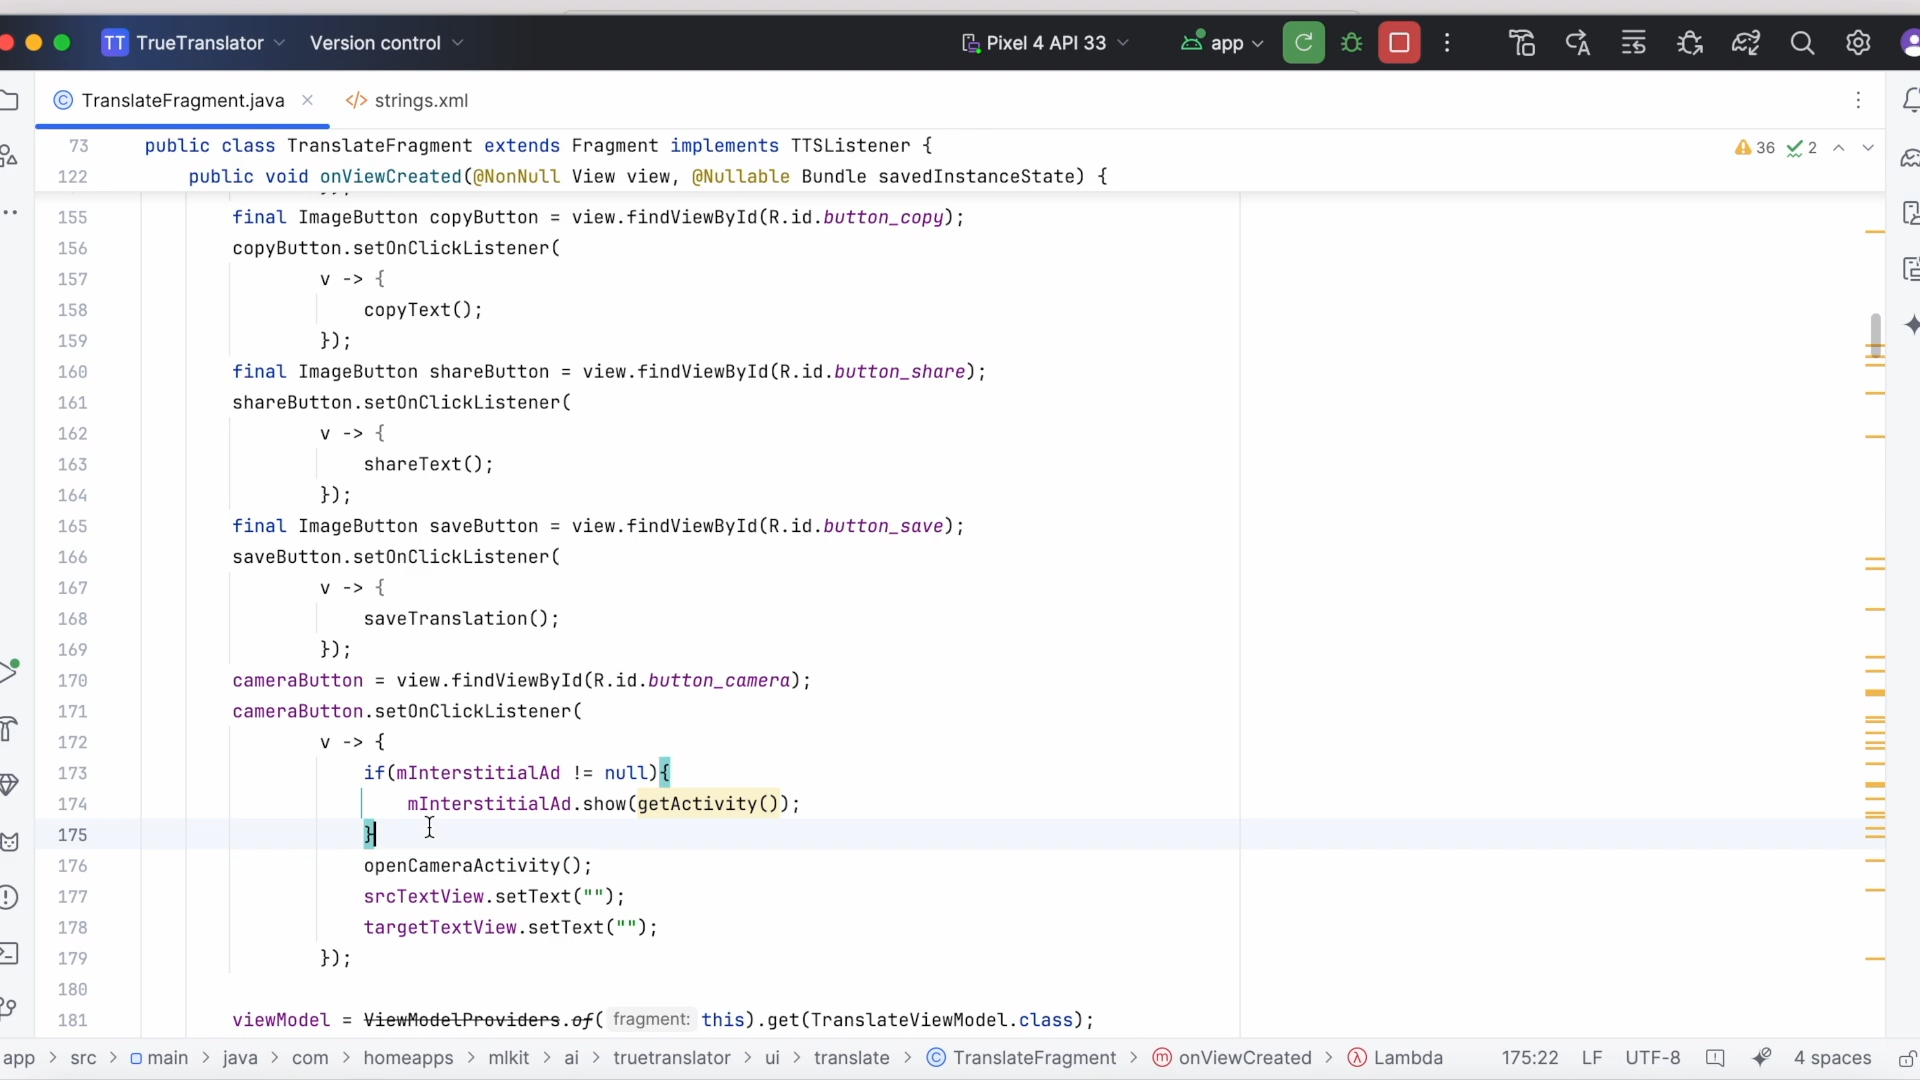 TT TrueTranslator Version control Pixel 4 API 33 app
TranslateFragment.java </> strings.xml
73 public class TranslateFragment extends Fragment implements TTSListener {
36 2
122 public void onViewCreated(@NonNull View view, @Nullable Bundle savedInstanceState) {
155 final ImageButton copyButton = view.findViewById(R.id.button_copy);
156 copyButton.setOnClickListener(
157 v -> {
158 copyText();
159 });
160 final ImageButton shareButton = view.findViewById(R.id.button_share);
161 shareButton.setOnClickListener(
162 v -> {
163 shareText();
164 });
165 final ImageButton saveButton = view.findViewById(R.id.button_save);
166 saveButton.setOnClickListener(
167 v -> {
168 saveTranslation();
169 });
170 cameraButton = view.findViewById(R.id.button_camera);
171 cameraButton.setOnClickListener(
172 v -> {
173 if(mInterstitialAd != null){
174 mInterstitialAd.show(getActivity());
175 }
176 openCameraActivity();
177 srcTextView.setText("");
178 targetTextView.setText("");
179 });
180
181 viewModel = ViewModelProviders.of( fragment: this).get(TranslateViewModel.class);
app > src > main > java > com > homeapps > mlkit > ai > truetranslator > ui > translate > TranslateFragment > onViewCreated > Lambda 175:22 LF UTF-8 4 spaces